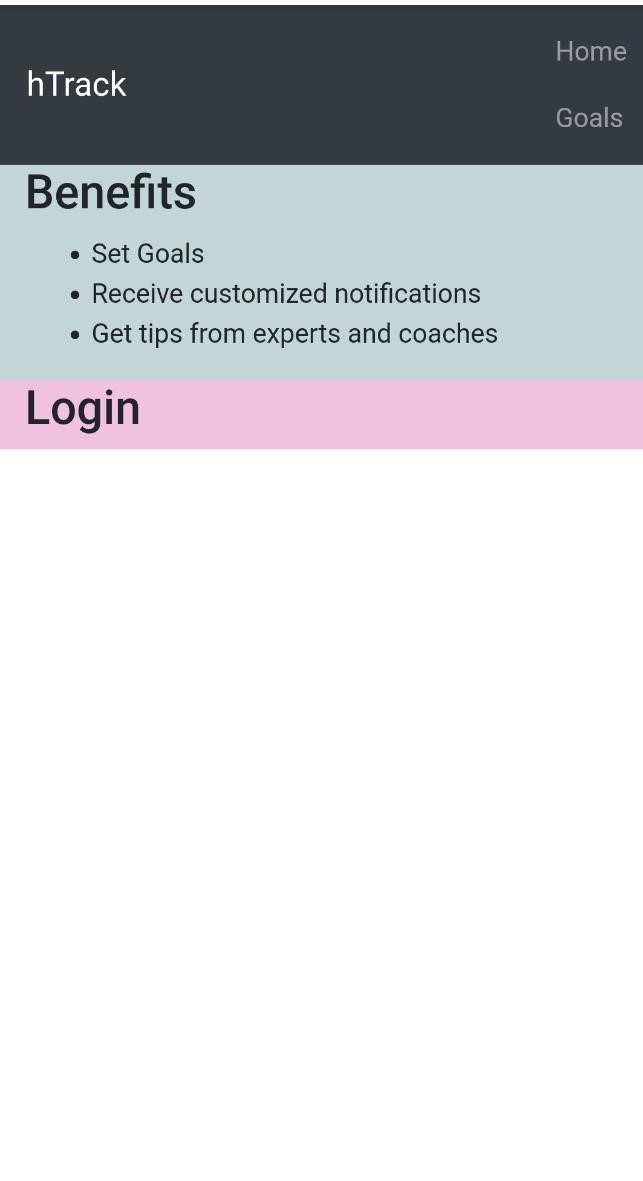 hTrack
Home
Goals
Benefits
Set Goals
Receive customized notifications
Get tips from experts and coaches
Login